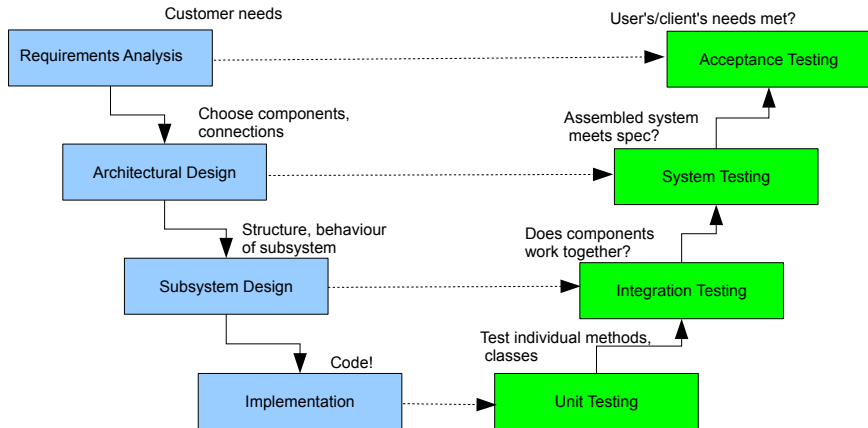 Customer needs
User's/client's needs met?
Requirements Analysis
Acceptance Testing
Choose components,
connections
Assembled system
meets spec?
Architectural Design
System Testing
Structure, behaviour
of subsystem
Does components
work together?
Subsystem Design
Integration Testing
Code!
Test individual methods,
classes
Implementation
Unit Testing